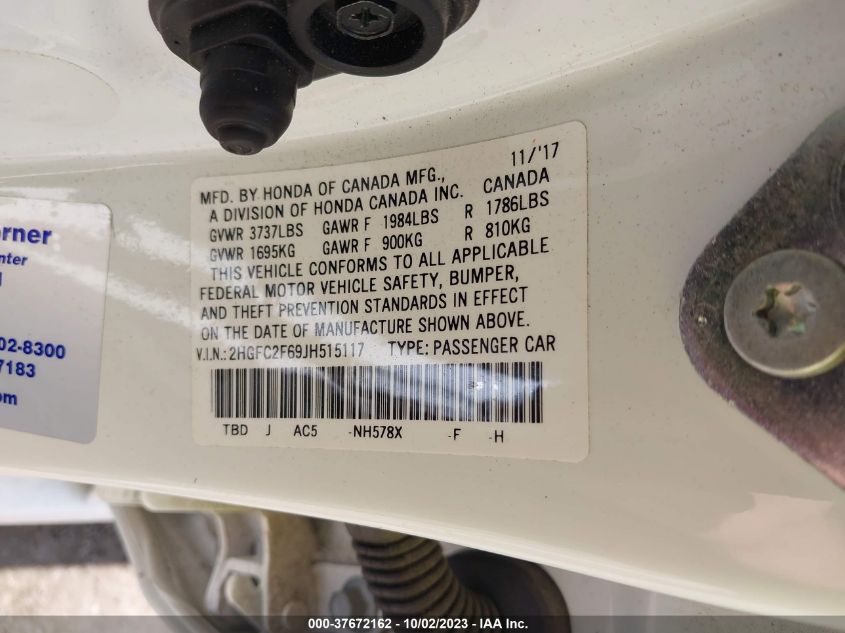 11/'17
MFD. BY HONDA OF CANADA MFG.,
A DIVISION OF HONDA CANADA INC. CANADA
GVWR 3737LBS GAWR F 1984LBS R 1786LBS
GVWR 1695KG GAWR F 900KG R 810KG
THIS VEHICLE CONFORMS TO ALL APPLICABLE
FEDERAL MOTOR VEHICLE SAFETY, BUMPER,
AND THEFT PREVENTION STANDARDS IN EFFECT
ON THE DATE OF MANUFACTURE SHOWN ABOVE.
V.I.N.: 2HGFC2F69JH515117 TYPE: PASSENGER CAR
TBD J AC5 -NH578X -F -H
rner
nter
02-8300
7183
om
000-37672162 - 10/02/2023 - IAA Inc.